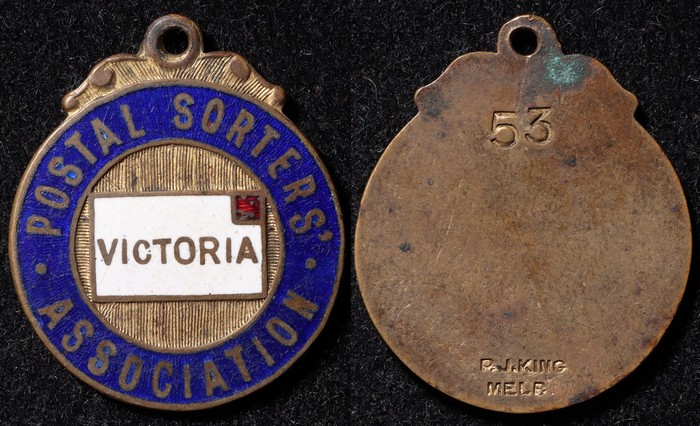 POSTAL SORTERS'
VICTORIA
• ASSOCIATION •
53
P.J.KING
MELB.